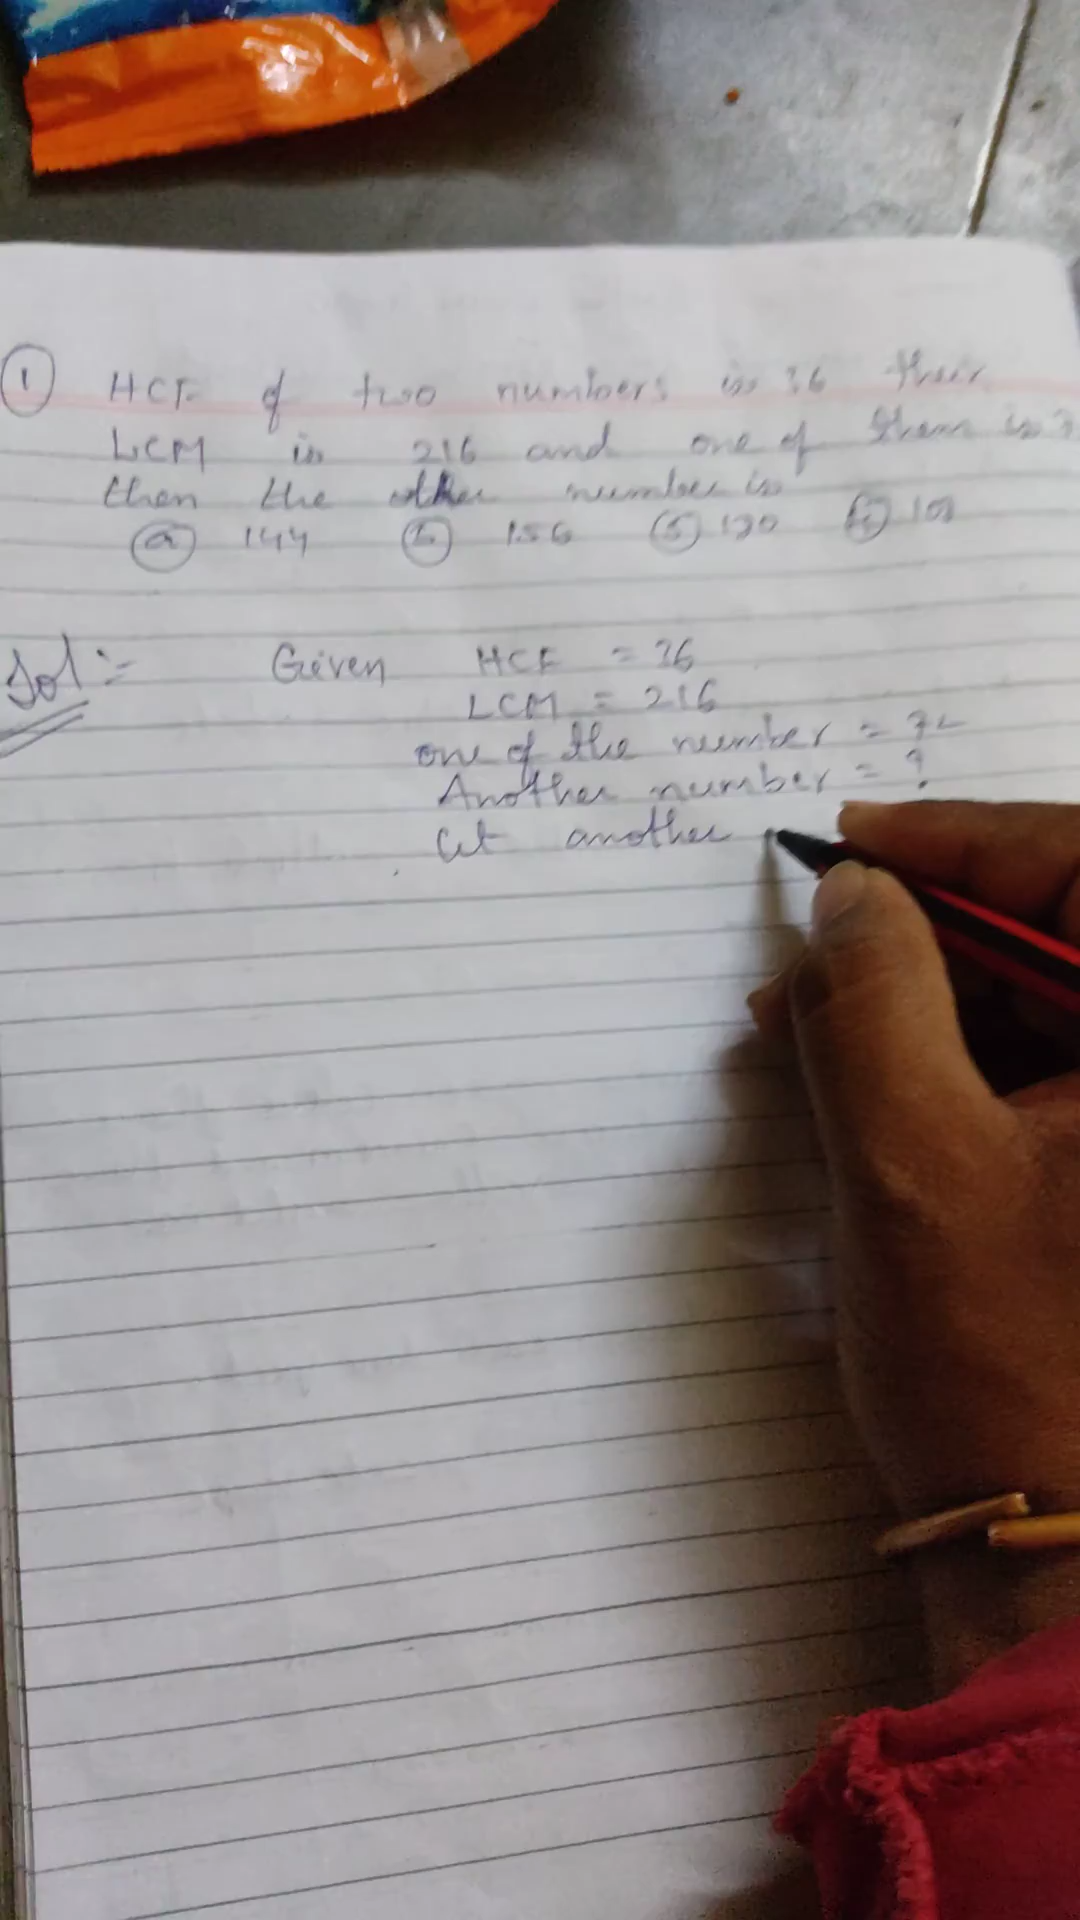 1 HCF of two numbers is 36 their
LCM is 216 and one of them is 7
then the other number is
a 144 b 156 c 120 d 108
Sol:- Given HCF = 36
LCM = 216
one of the number = 72
Another number = ?
let another